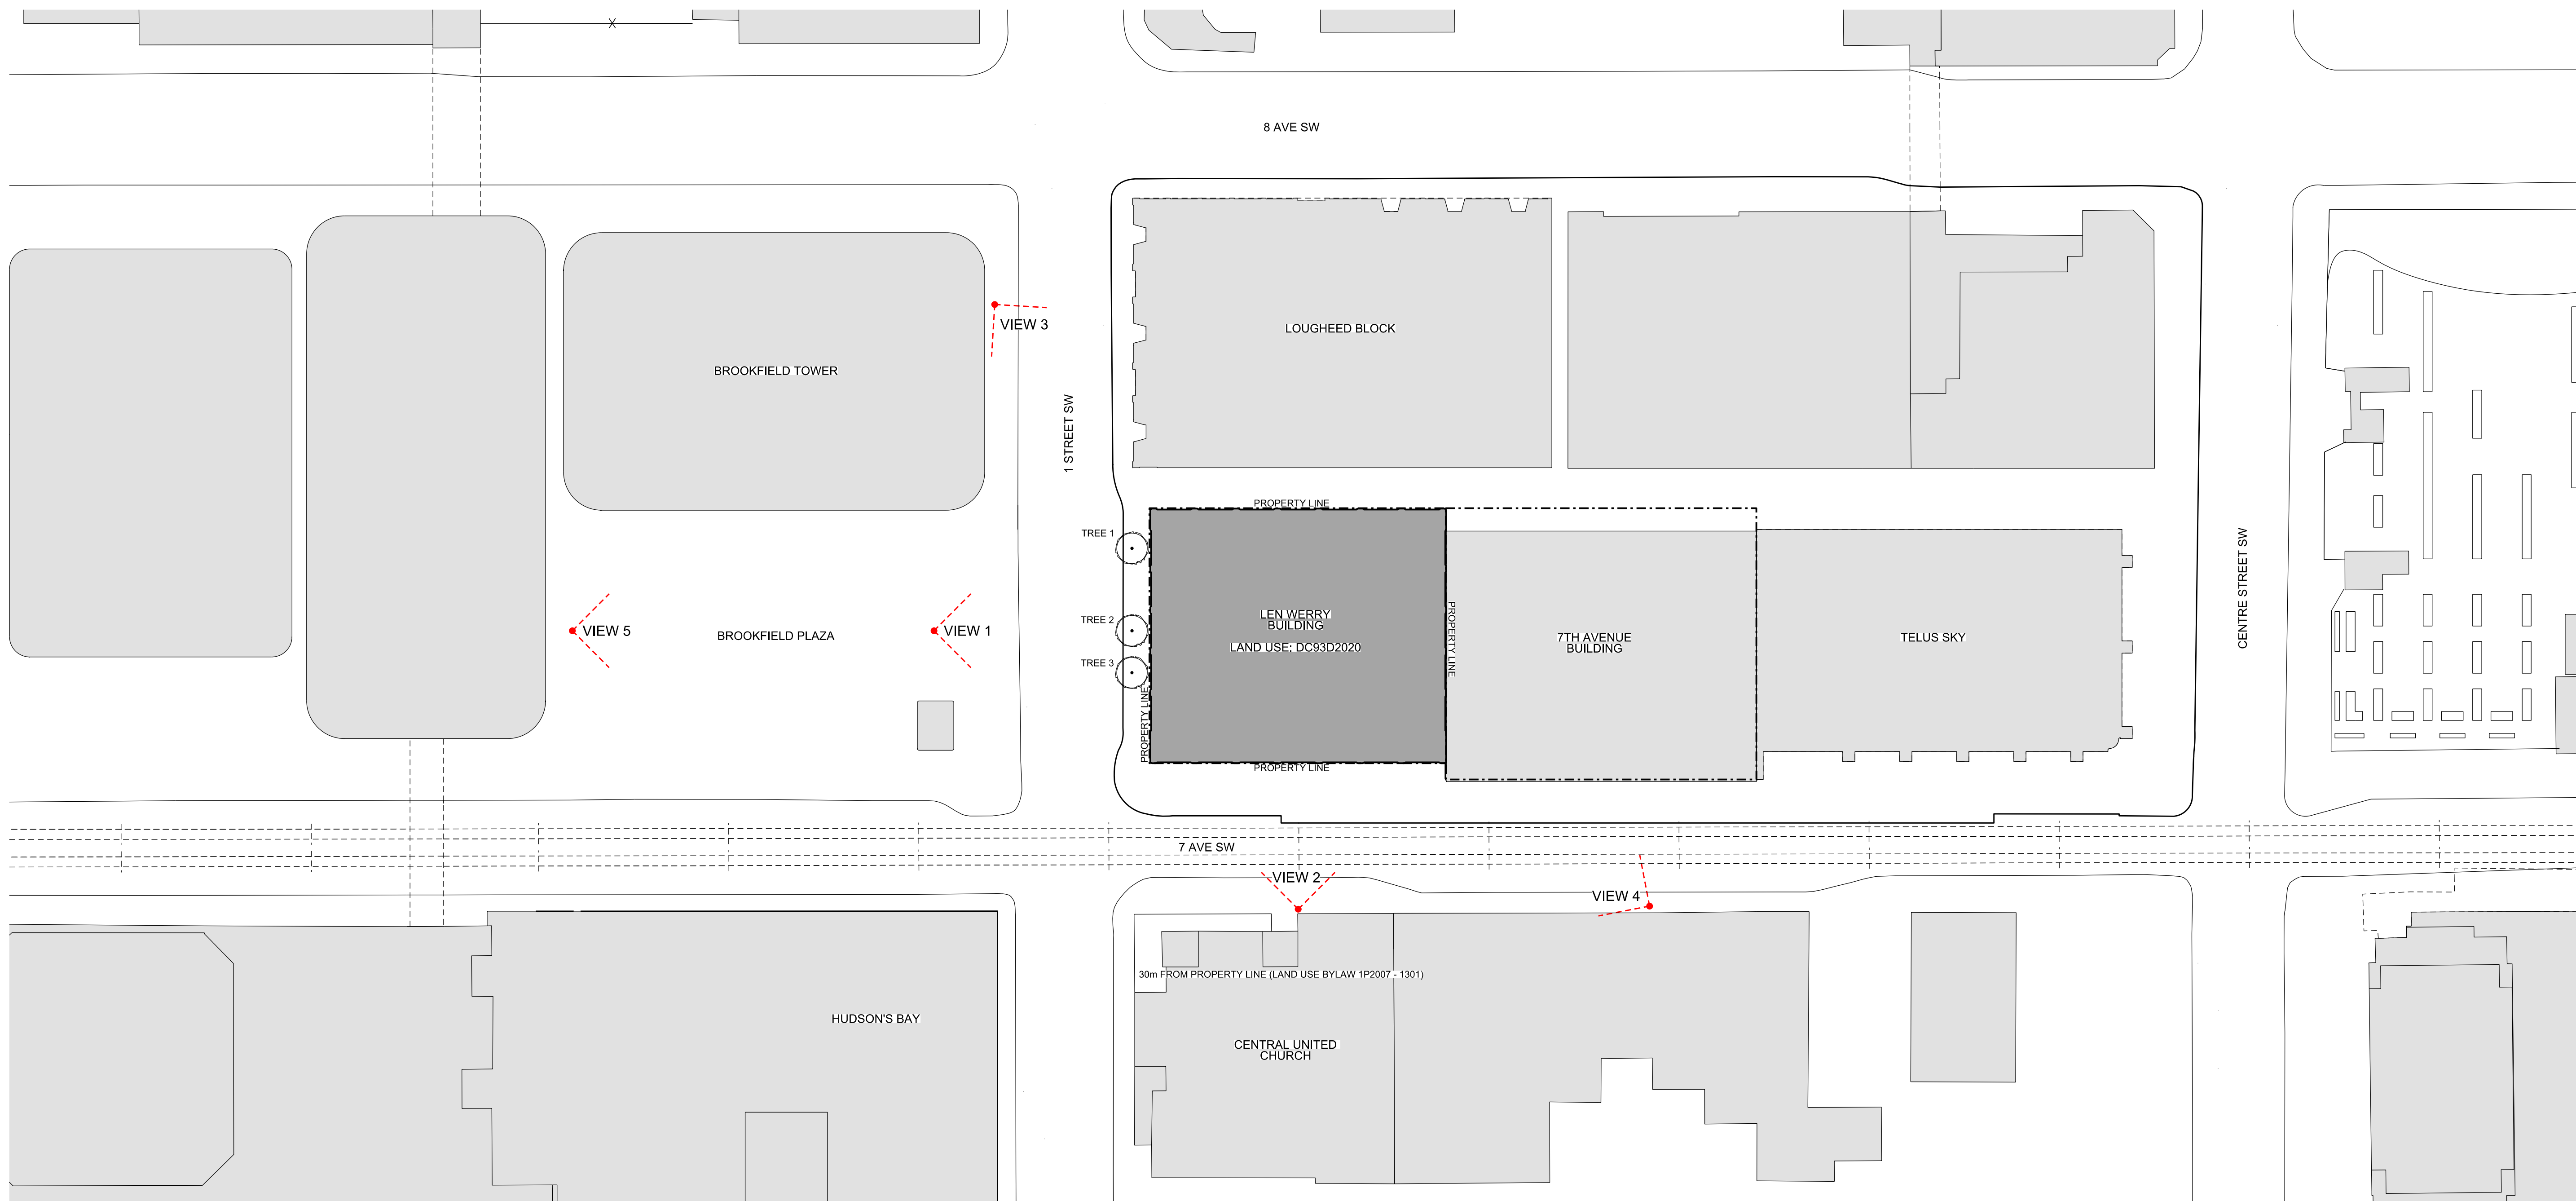 X
8 AVE SW
VIEW 3
LOUGHEED BLOCK
BROOKFIELD TOWER
1 STREET SW
PROPERTY LINE
TREE 1
TREE 2
TREE 3
PROPERTY LINE
LEN WERRY
BUILDING
LAND USE: DC93D2020
PROPERTY LINE
7TH AVENUE
BUILDING
TELUS SKY
CENTRE STREET SW
VIEW 5
BROOKFIELD PLAZA
VIEW 1
PROPERTY LINE
7 AVE SW
VIEW 2
VIEW 4
30m FROM PROPERTY LINE (LAND USE BYLAW 1P2007 - 1301)
HUDSON'S BAY
CENTRAL UNITED
CHURCH